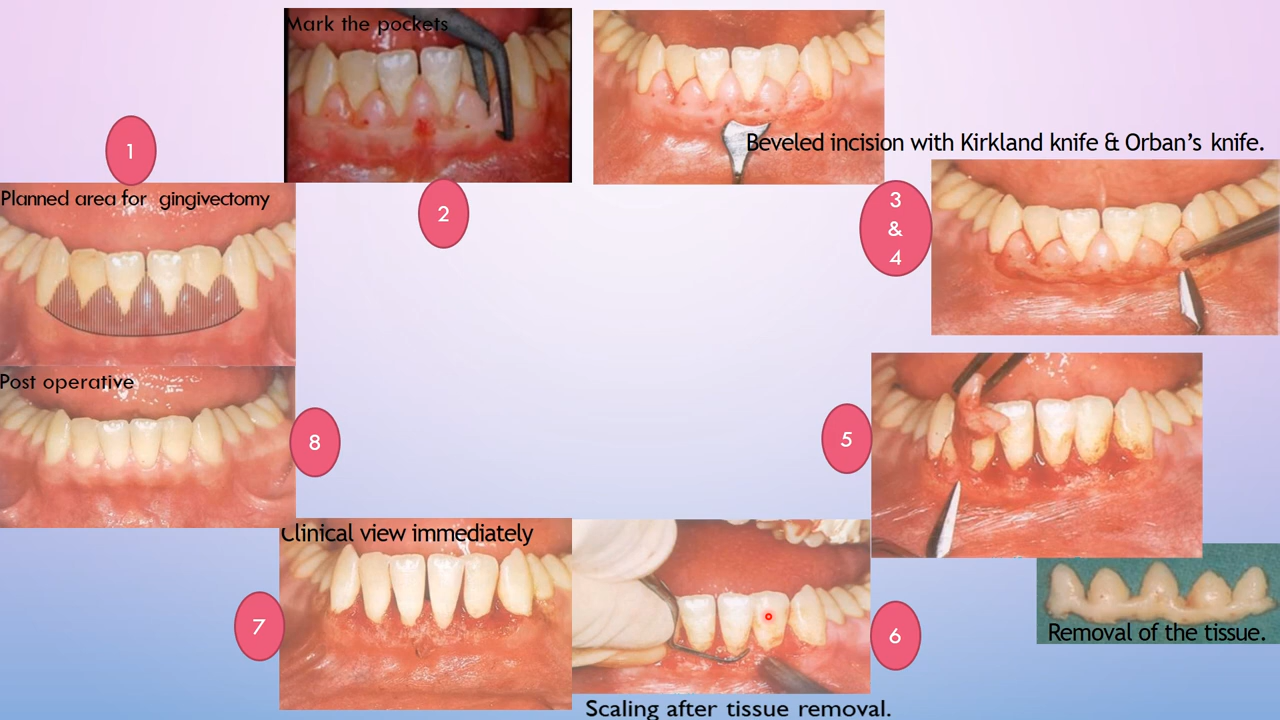 Mark the pockets
1
Beveled incision with Kirkland knife & Orban's knife.
Planned area for gingivectomy
2
3
&
4
Post operative
8
5
Clinical view immediately
7
6
Removal of the tissue.
Scaling after tissue removal.